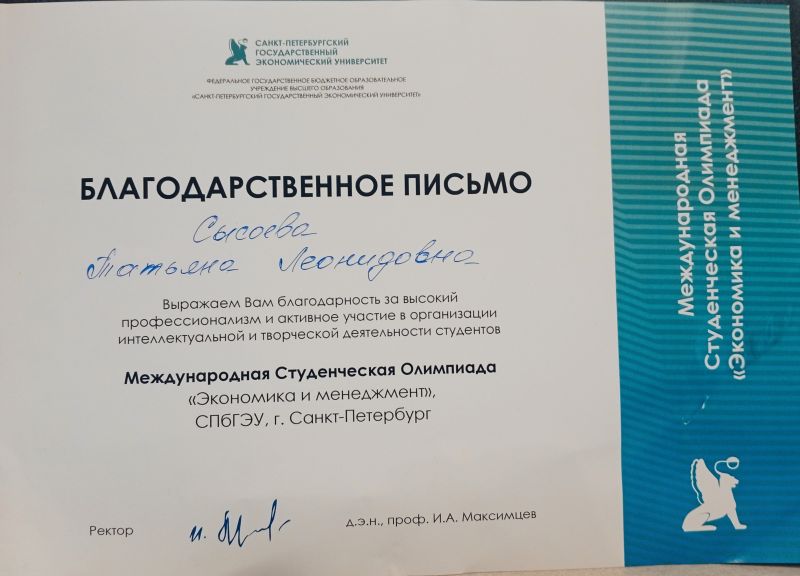 САНКТ-ПЕТЕРБУРГСКИЙ
ГОСУДАРСТВЕННЫЙ
ЭКОНОМИЧЕСКИЙ УНИВЕРСИТЕТ
ФЕДЕРАЛЬНОЕ ГОСУДАРСТВЕННОЕ БЮДЖЕТНОЕ ОБРАЗОВАТЕЛЬНОЕ
УЧРЕЖДЕНИЕ ВЫСШЕГО ОБРАЗОВАНИЯ
«САНКТ-ПЕТЕРБУРГСКИЙ ГОСУДАРСТВЕННЫЙ ЭКОНОМИЧЕСКИЙ УНИВЕРСИТЕТ»
БЛАГОДАРСТВЕННОЕ ПИСЬМО
Сысоева
Татьяна Леонидовна
Выражаем Вам благодарность за высокий
профессионализм и активное участие в организации
интеллектуальной и творческой деятельности студентов
Международная Студенческая Олимпиада
«Экономика и менеджмент»,
СПбГЭУ, г. Санкт-Петербург
Ректор
д.э.н., проф. И.А. Максимцев
Международная
Студенческая Олимпиада
«Экономика и менеджмент»